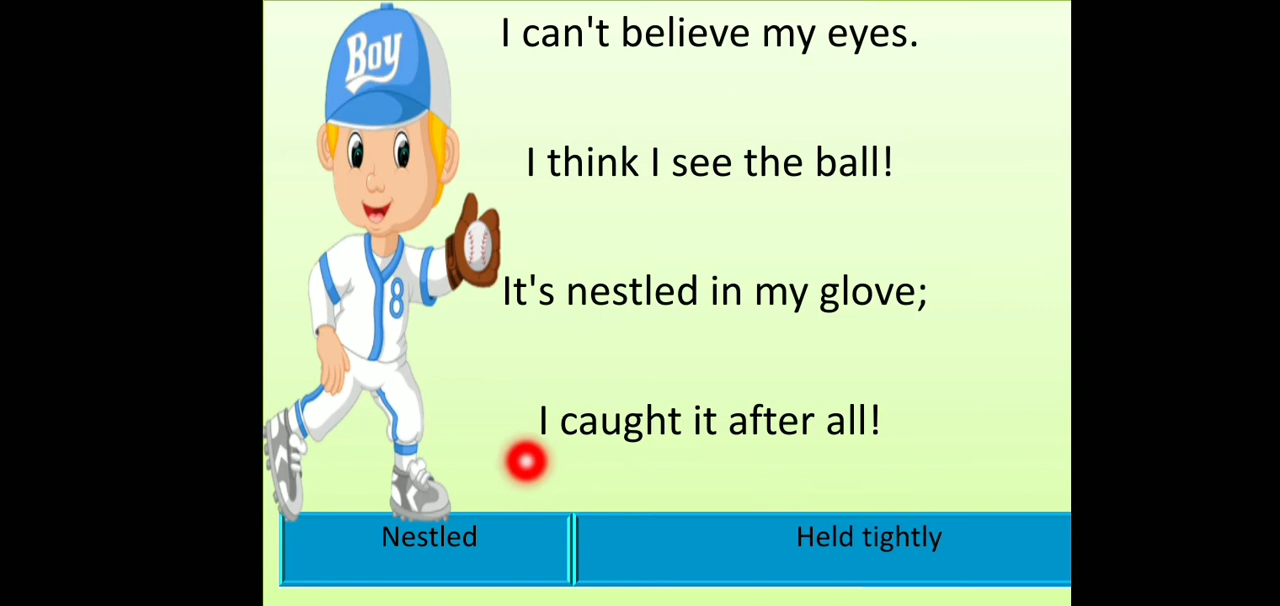 Boy
I can't believe my eyes.
I think I see the ball!
8
It's nestled in my glove;
I caught it after all!
Nestled
Held tightly